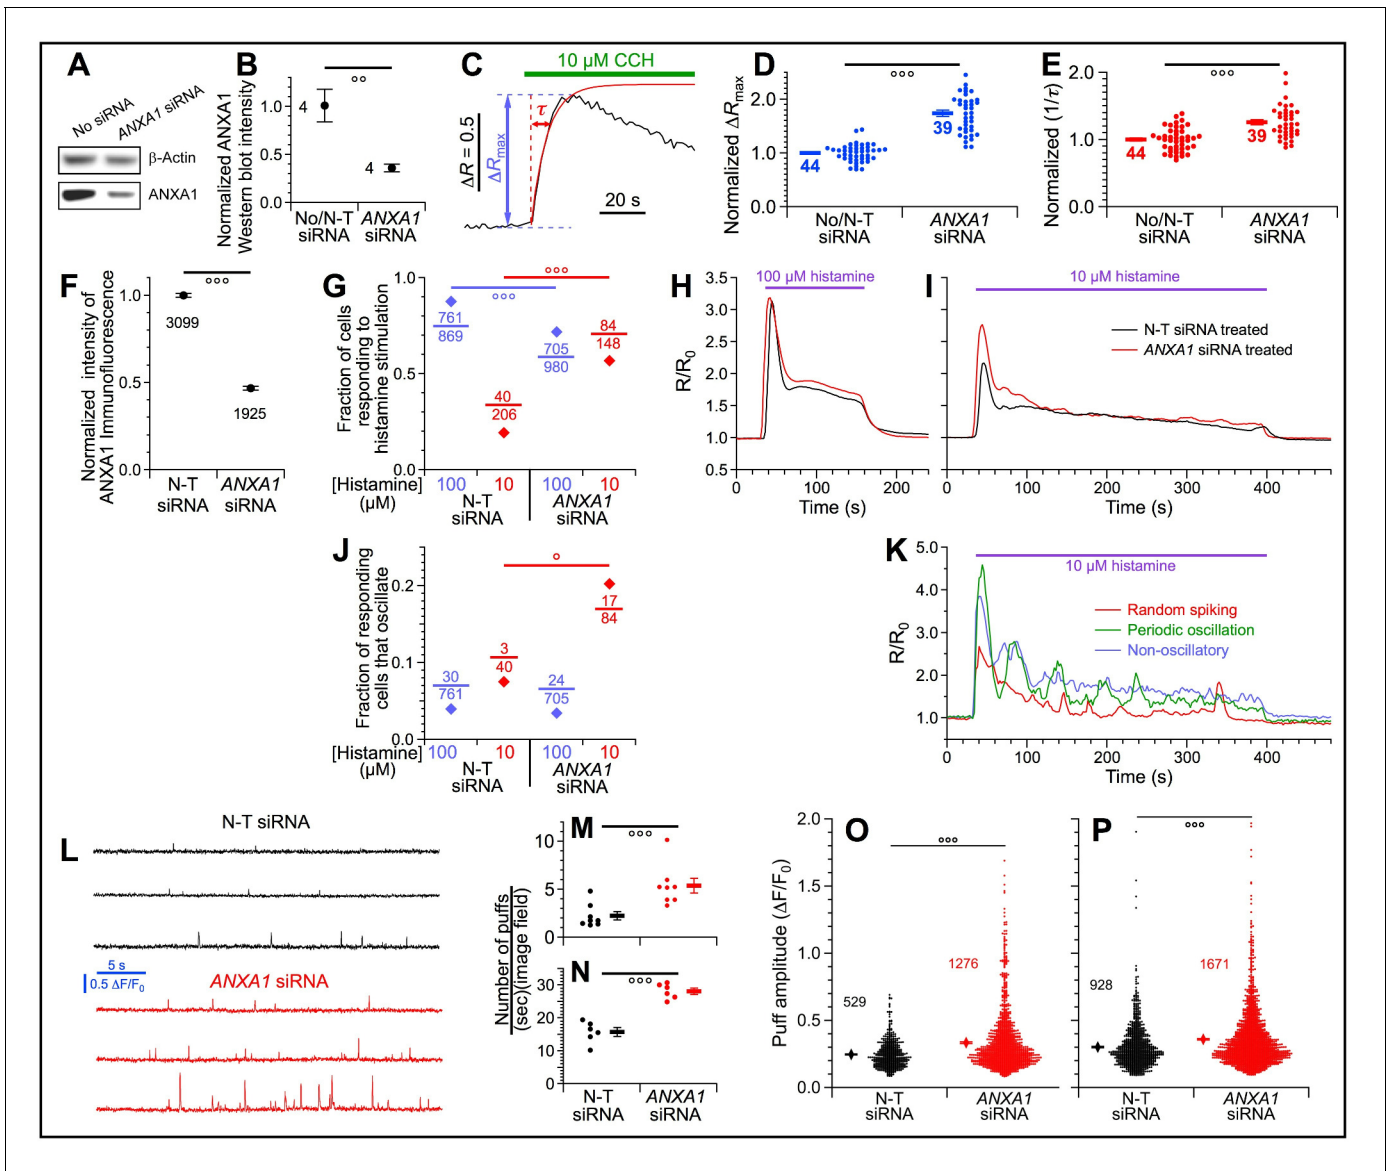 A
No siRNA
ANXA1 siRNA
β-Actin
ANXA1
B
°°
Normalized ANXA1
Western blot intensity
1.0
0.5
0.0
4
4
No/N-T
siRNA
ANXA1
siRNA
C
10 µM CCH
τ
ΔR = 0.5
ΔRmax
20 s
D
°°°
Normalized ΔRmax
2.0
1.0
0.0
44
39
No/N-T
siRNA
ANXA1
siRNA
E
°°°
Normalized (1/τ)
2.0
1.0
0.0
44
39
No/N-T
siRNA
ANXA1
siRNA
F
°°°
Normalized intensity of
ANXA1 Immunofluorescence
1.0
0.5
0.0
3099
1925
N-T
siRNA
ANXA1
siRNA
G
°°°
°°°
Fraction of cells
responding to
histamine stimulation
1.0
0.5
0.0
761
869
40
206
705
980
84
148
[Histamine]
(µM)
100 10 100 10
N-T
siRNA
ANXA1
siRNA
H
100 µM histamine
R/R0
3.5
3.0
2.5
2.0
1.5
1.0
0.5
0 100 200
Time (s)
I
10 µM histamine
N-T siRNA treated
ANXA1 siRNA treated
0 100 200 300 400
Time (s)
J
°
Fraction of responding
cells that oscillate
0.2
0.1
0.0
30
761
3
40
24
705
17
84
[Histamine]
(µM)
100 10 100 10
N-T
siRNA
ANXA1
siRNA
K
10 µM histamine
R/R0
5.0
4.0
3.0
2.0
1.0
Random spiking
Periodic oscillation
Non-oscillatory
0 100 200 300 400
Time (s)
L
N-T siRNA
5 s
0.5 ΔF/F0
ANXA1 siRNA
M
°°°
10
5
0
Number of puffs
(sec)(image field)
N
°°°
30
20
10
0
N-T
siRNA
ANXA1
siRNA
O
°°°
Puff amplitude (ΔF/F0)
2.0
1.5
1.0
0.5
0.0
529
1276
N-T
siRNA
ANXA1
siRNA
P
°°°
928
1671
N-T
siRNA
ANXA1
siRNA